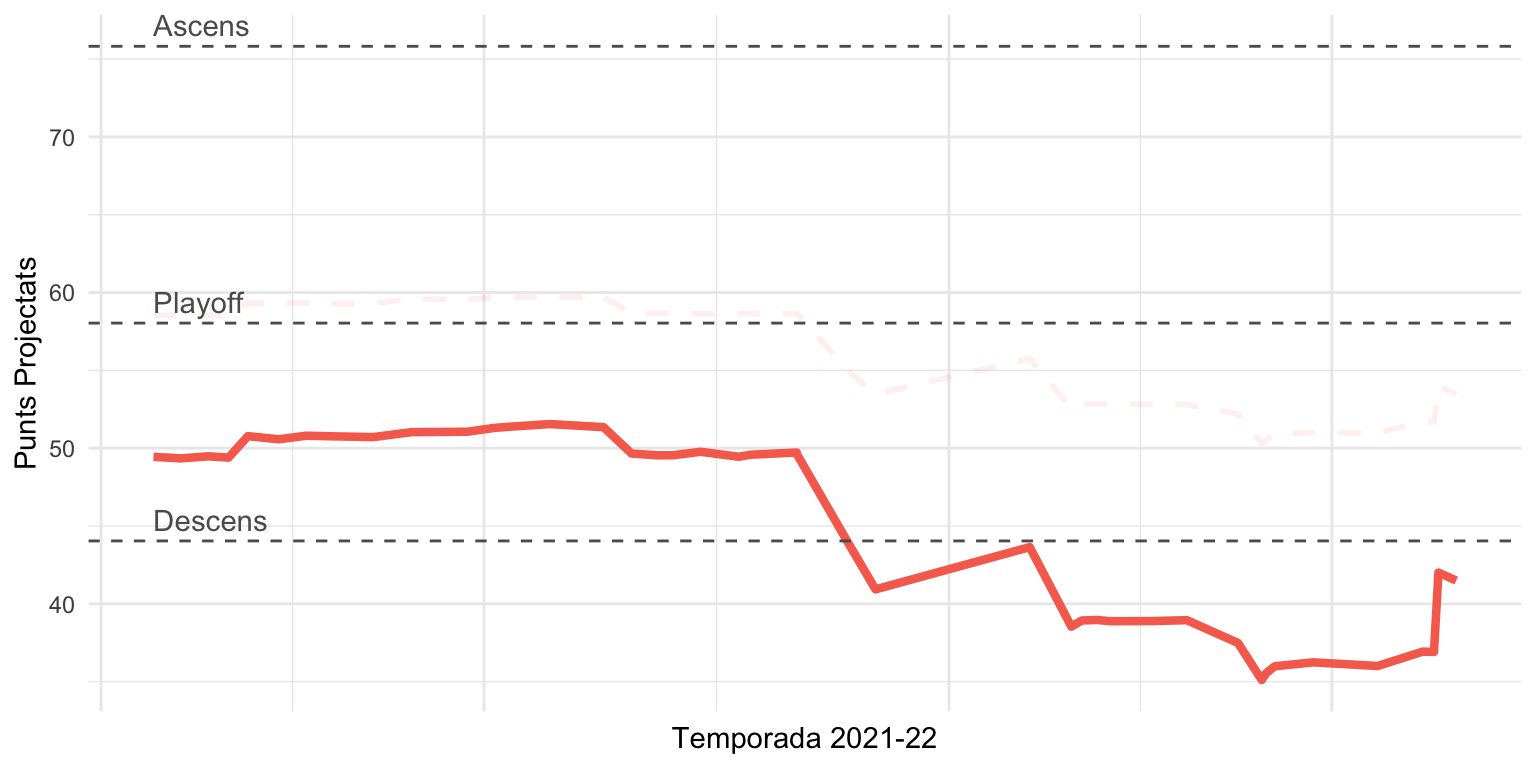 Ascens
70
60
Playoff
50
Descens
40
Punts Projectats
Temporada 2021-22